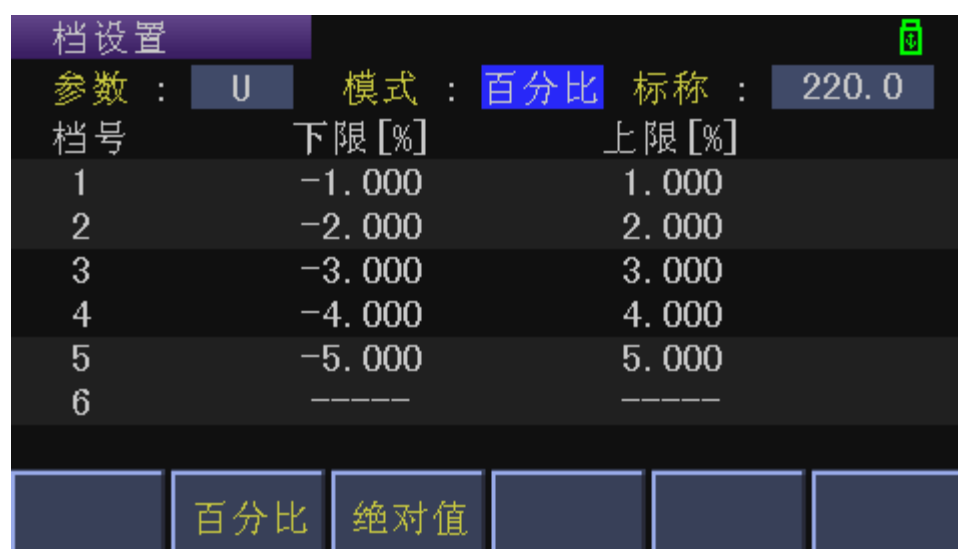 档设置
参数 : U 模式 : 百分比 标称 : 220.0
档号 下限[%] 上限[%]
1 -1.000 1.000
2 -2.000 2.000
3 -3.000 3.000
4 -4.000 4.000
5 -5.000 5.000
6 ----- -----
百分比 绝对值